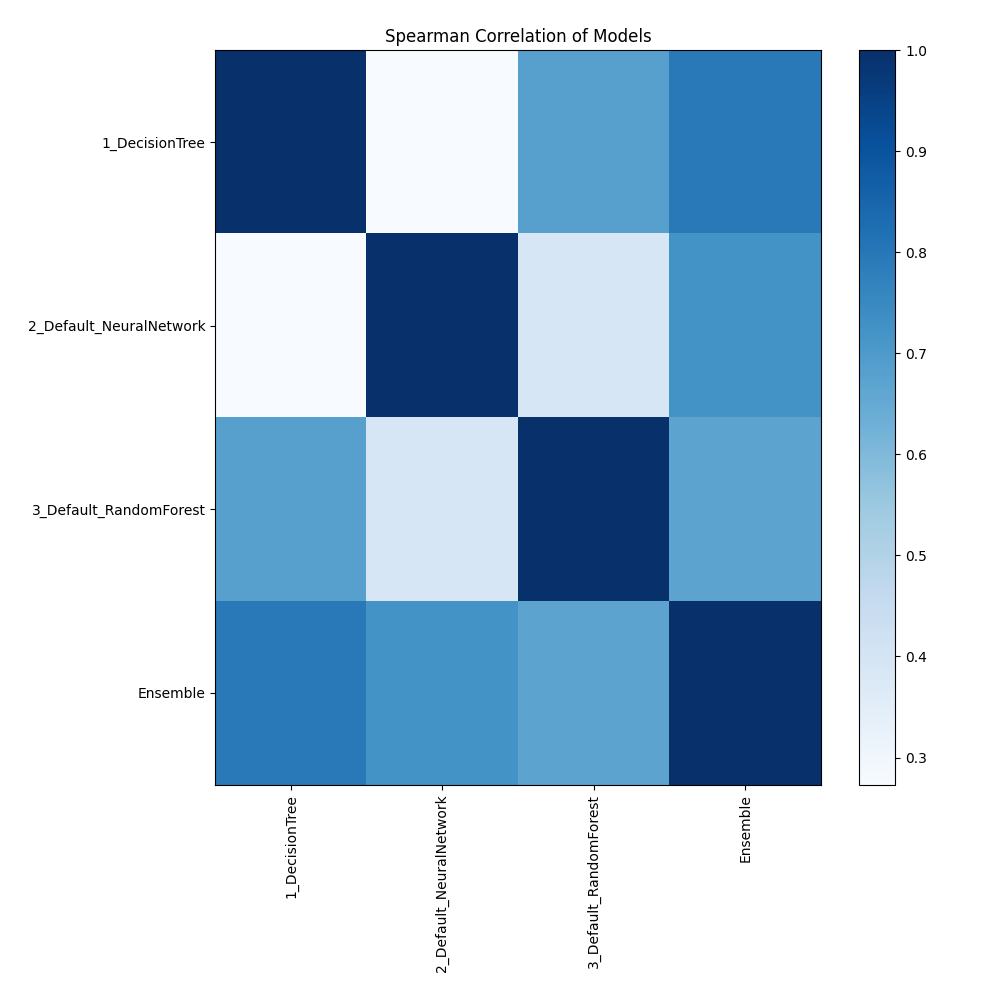 Spearman Correlation of Models
1_DecisionTree
2_Default_NeuralNetwork
3_Default_RandomForest
Ensemble
1_DecisionTree
2_Default_NeuralNetwork
3_Default_RandomForest
Ensemble
1.0
0.9
0.8
0.7
0.6
0.5
0.4
0.3